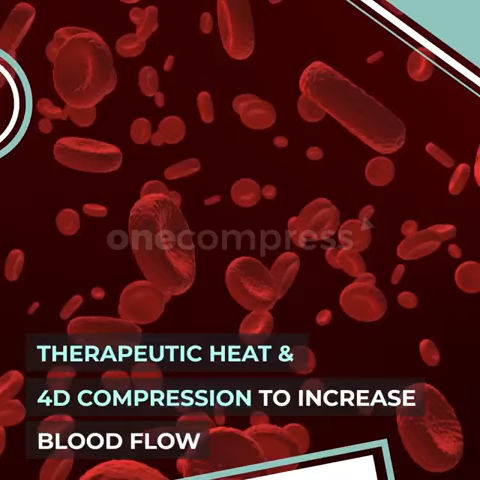 onecompress
THERAPEUTIC HEAT &
4D COMPRESSION TO INCREASE
BLOOD FLOW